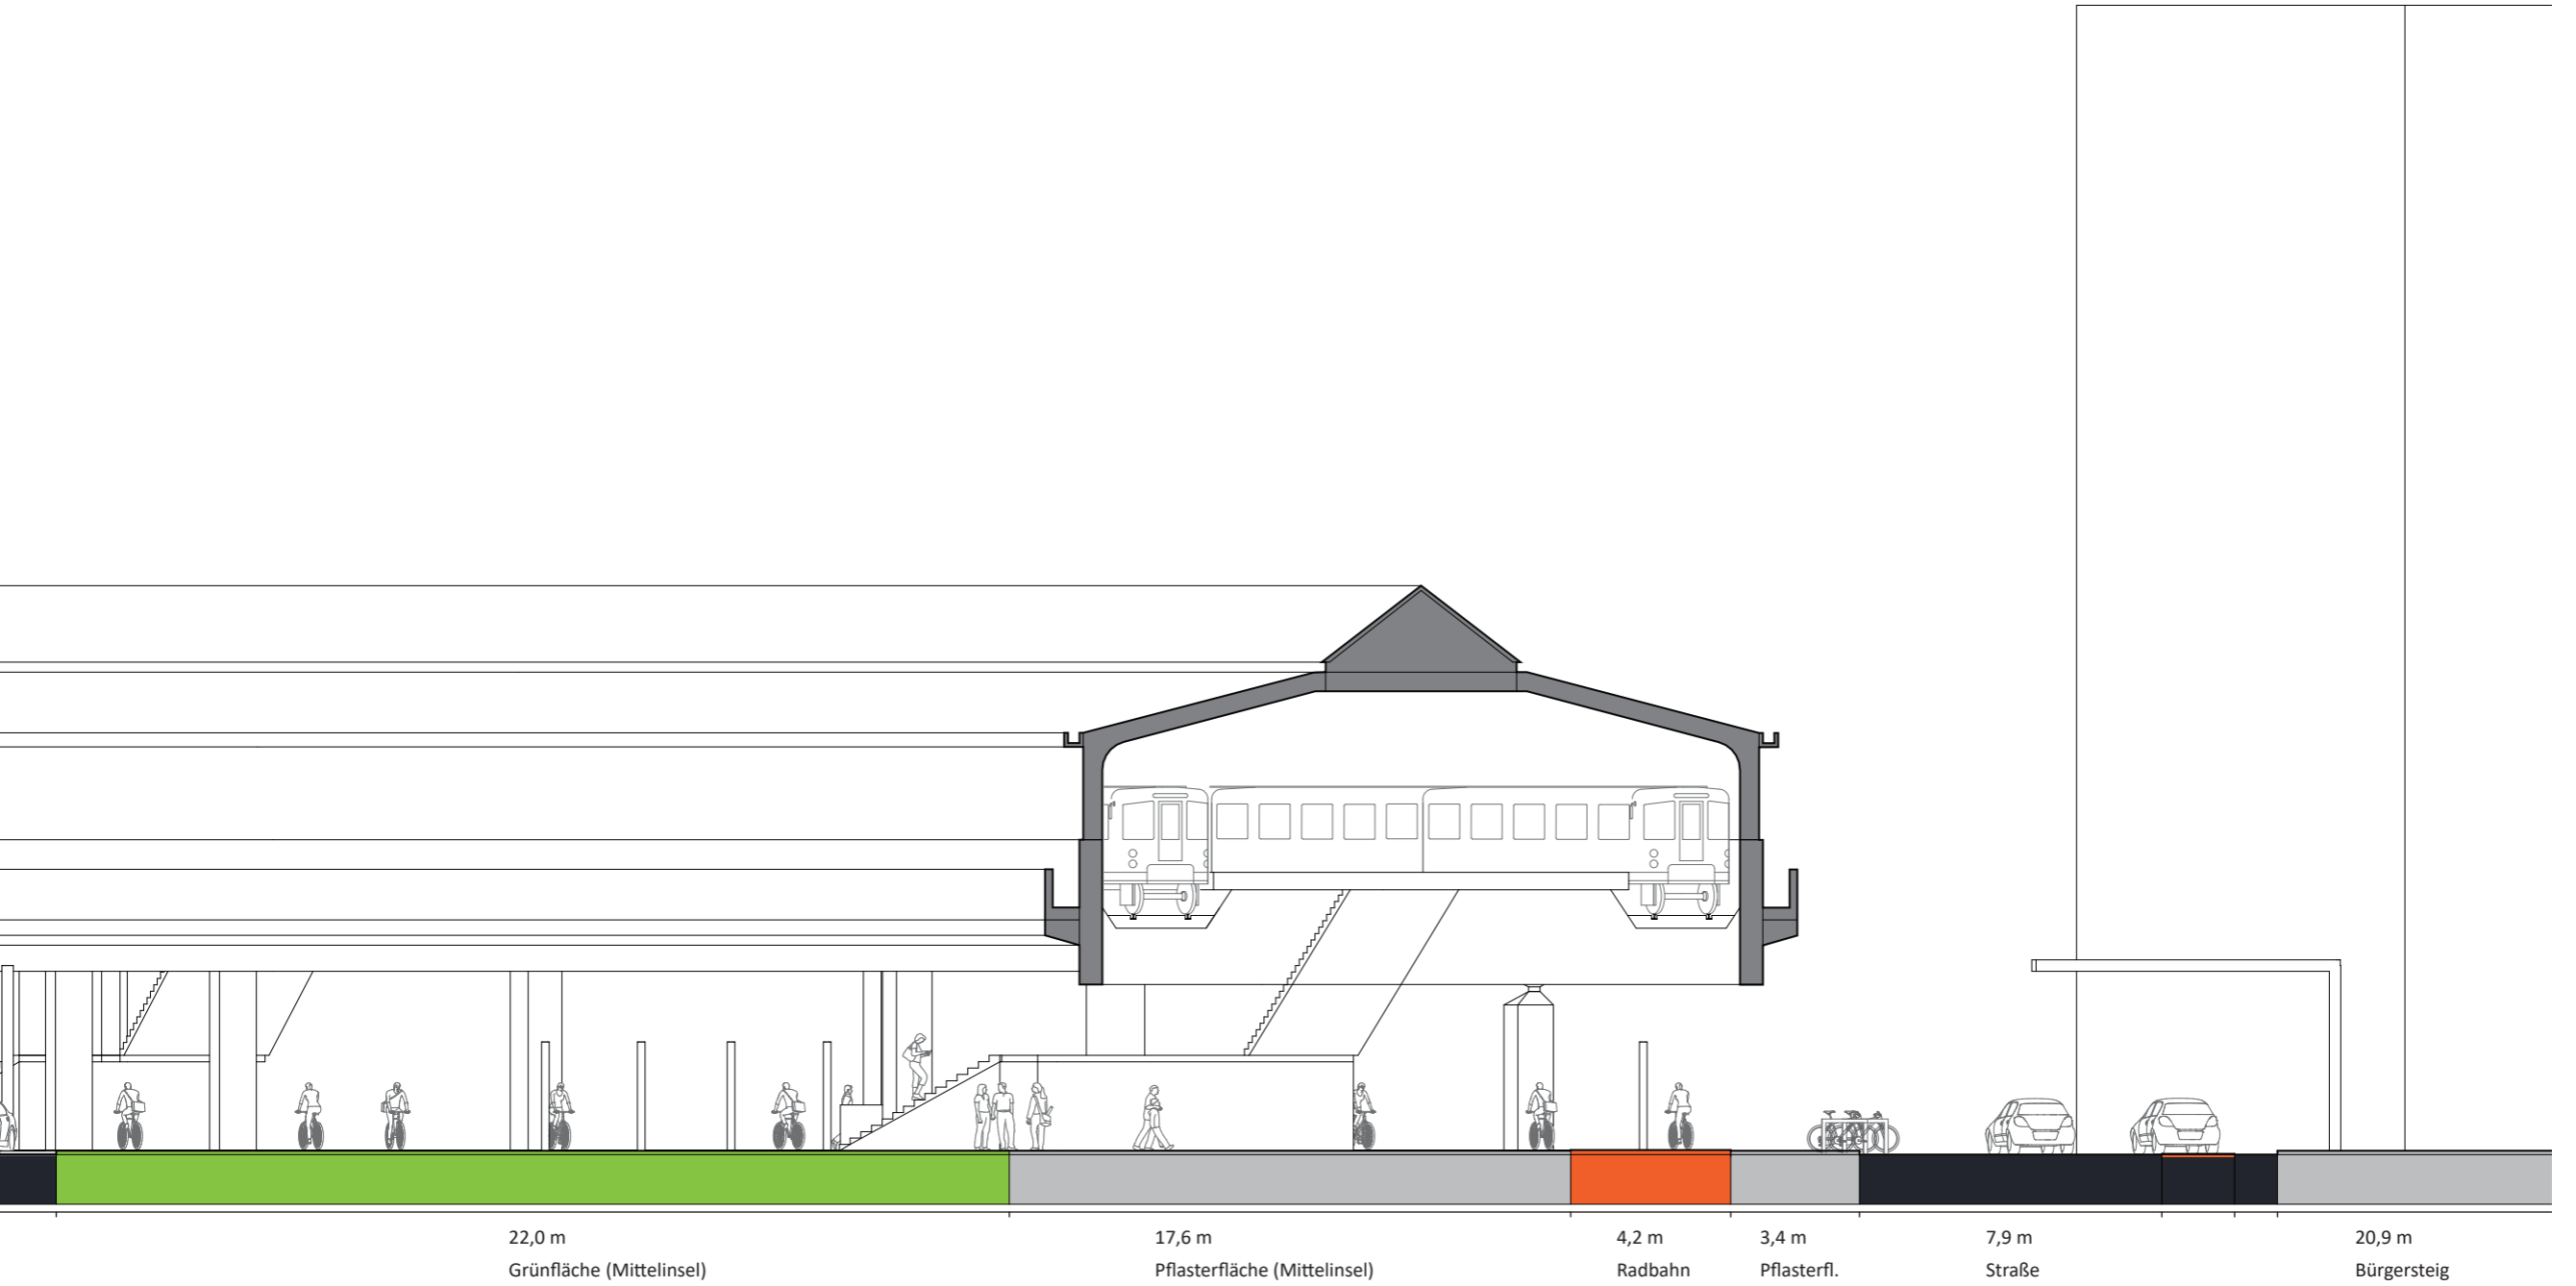 22,0 m
Grünfläche (Mittelinsel)
17,6 m
Pflasterfläche (Mittelinsel)
4,2 m
Radbahn
3,4 m
Pflasterfl.
7,9 m
Straße
20,9 m
Bürgersteig